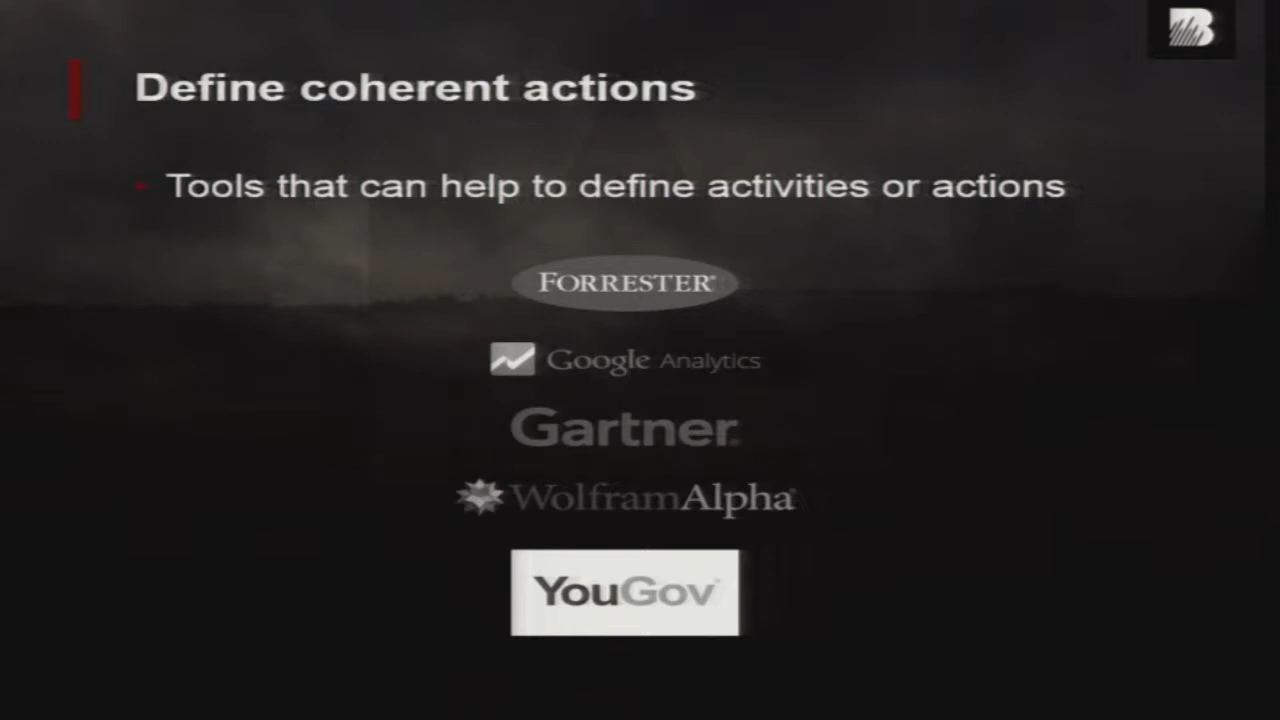 Define coherent actions
Tools that can help to define activities or actions
FORRESTER®
Google Analytics
Gartner.
WolframAlpha
YouGov®